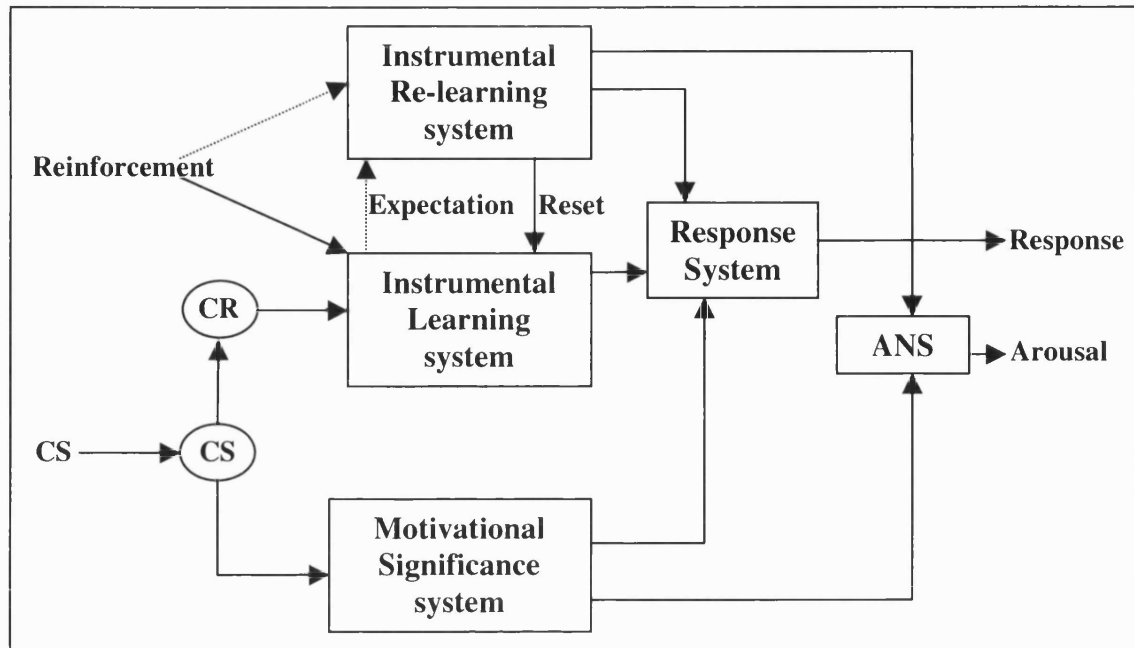 Instrumental
Re-learning
system
Reinforcement
Expectation
Reset
Response
System
Response
CR
Instrumental
Learning
system
ANS
Arousal
CS
CS
Motivational
Significance
system